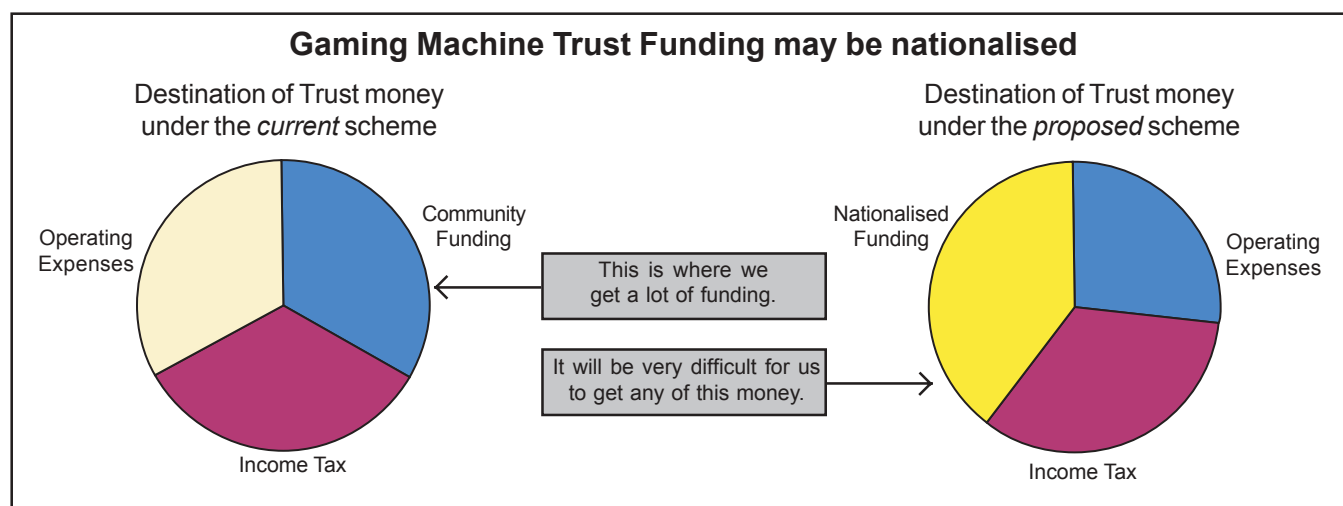 Gaming Machine Trust Funding may be nationalised
Destination of Trust money
under the current scheme
Operating
Expenses
Community
Funding
Income Tax
This is where we
get a lot of funding.
It will be very difficult for us
to get any of this money.
Destination of Trust money
under the proposed scheme
Nationalised
Funding
Operating
Expenses
Income Tax